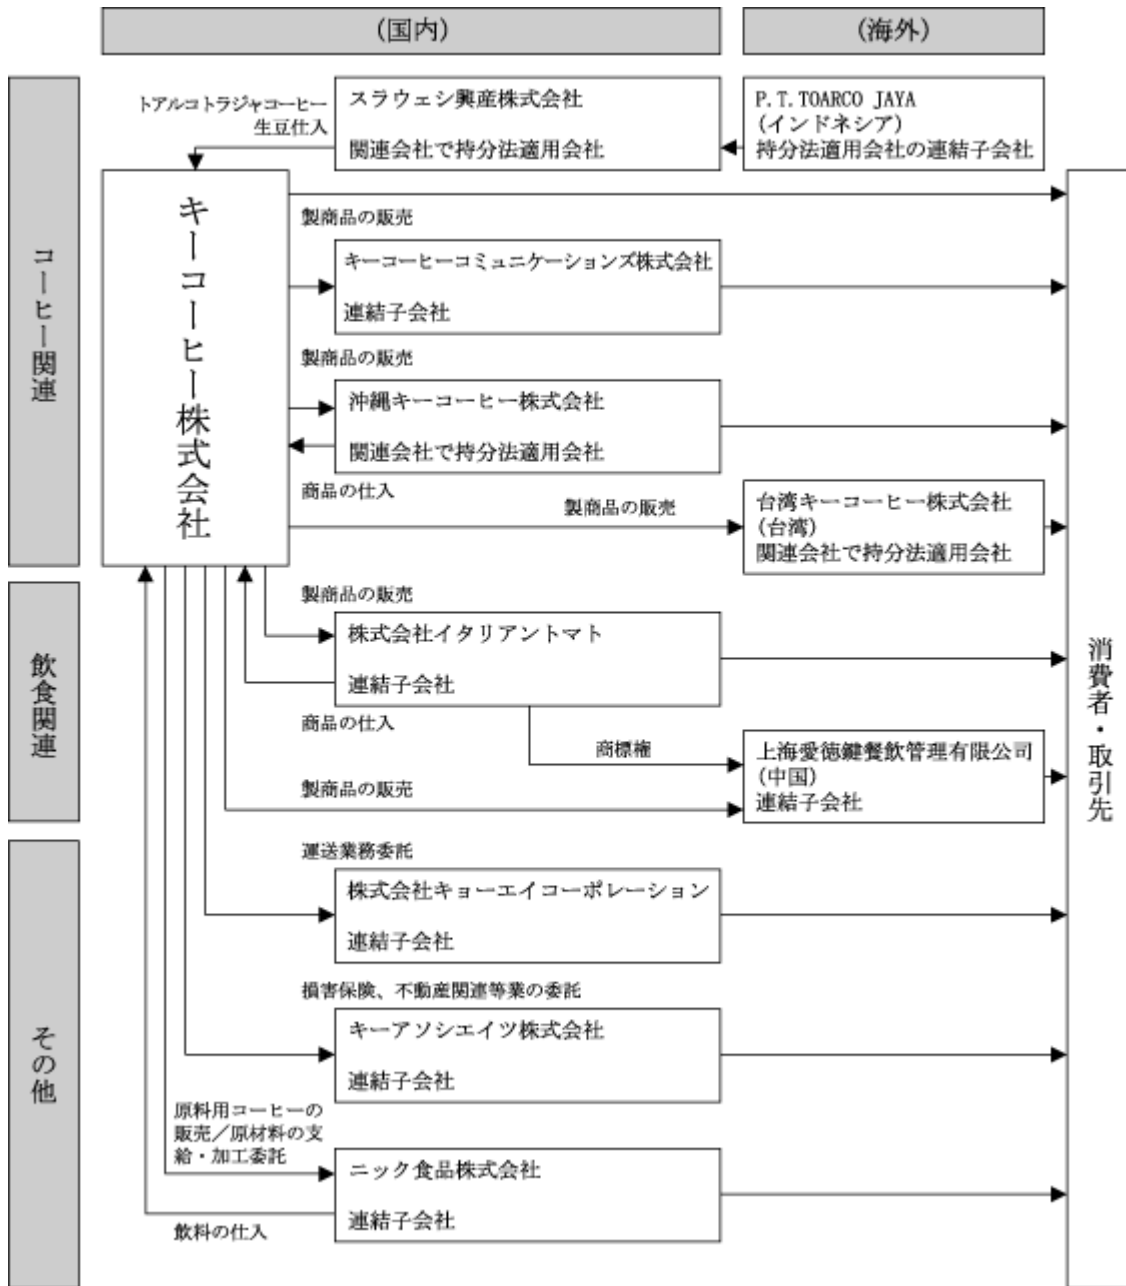 (国内)
(海外)
コーヒー関連
トアルコトラジャコーヒー
生豆仕入
スラウェシ興産株式会社
関連会社で持分法適用会社
P.T.TOARCO JAYA
(インドネシア)
持分法適用会社の連結子会社
キーコーヒー株式会社
製商品の販売
キーコーヒーコミュニケーションズ株式会社
連結子会社
製商品の販売
沖縄キーコーヒー株式会社
関連会社で持分法適用会社
商品の仕入
製商品の販売
台湾キーコーヒー株式会社
(台湾)
関連会社で持分法適用会社
飲食関連
製商品の販売
株式会社イタリアントマト
連結子会社
商品の仕入
商標権
製商品の販売
上海愛徳鍵餐飲管理有限公司
(中国)
連結子会社
消費者・取引先
その他
運送業務委託
株式会社キョーエイコーポレーション
連結子会社
損害保険、不動産関連等業の委託
キーアソシエイツ株式会社
連結子会社
原料用コーヒーの
販売/原材料の支
給・加工委託
ニック食品株式会社
連結子会社
飲料の仕入